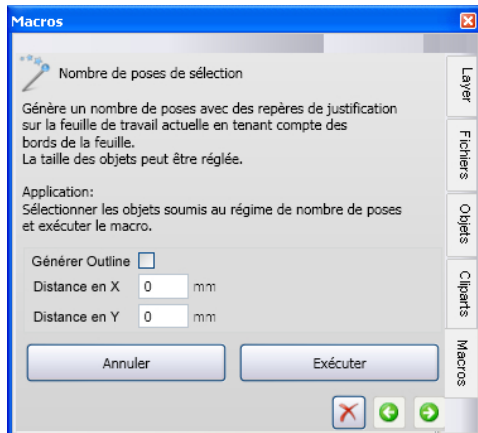 Macros
Nombre de poses de sélection
Génère un nombre de poses avec des repères de justification
sur la feuille de travail actuelle en tenant compte des
bords de la feuille.
La taille des objets peut être réglée.
Application:
Sélectionner les objets soumis au régime de nombre de poses
et exécuter le macro.
Générer Outline
Distance en X 0 mm
Distance en Y 0 mm
Annuler Exécuter
Layer
Fichiers
Objets
Cliparts
Macros